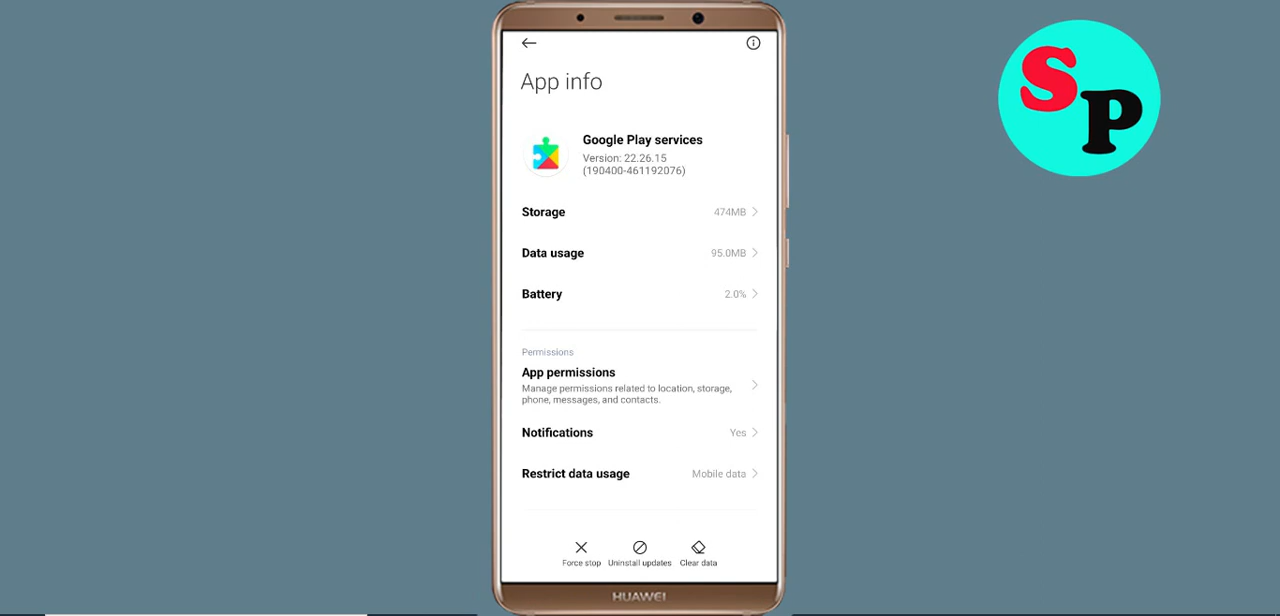 App info
Google Play services
Version: 22.26.15
(190400-461192076)
Storage 474MB
Data usage 95.0MB
Battery 2.0%
Permissions
App permissions
Manage permissions related to location, storage,
phone, messages, and contacts.
Notifications Yes
Restrict data usage Mobile data
Force stop Uninstall updates Clear data
HUAWEI
SP